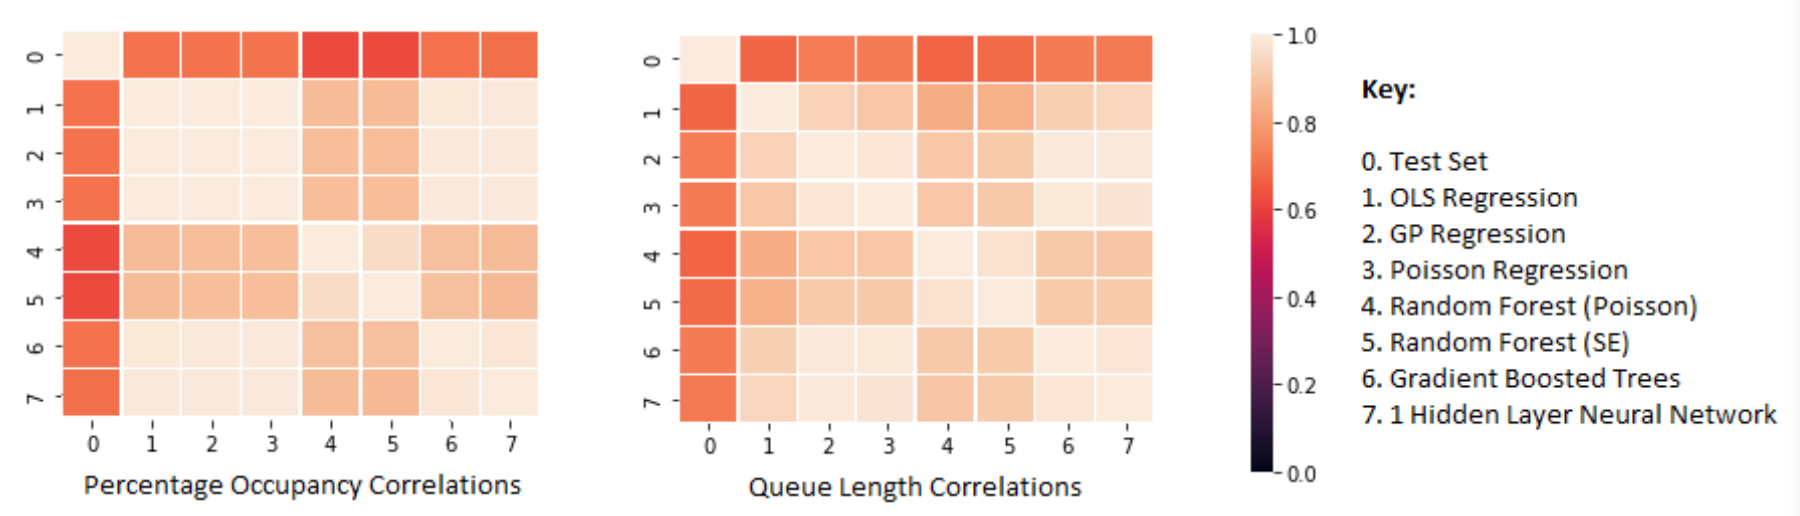 0
1
2
3
4
5
6
7
0 1 2 3 4 5 6 7
Percentage Occupancy Correlations
0
1
2
3
4
5
6
7
0 1 2 3 4 5 6 7
Queue Length Correlations
1.0
0.8
0.6
0.4
0.2
0.0
Key:
0. Test Set
1. OLS Regression
2. GP Regression
3. Poisson Regression
4. Random Forest (Poisson)
5. Random Forest (SE)
6. Gradient Boosted Trees
7. 1 Hidden Layer Neural Network